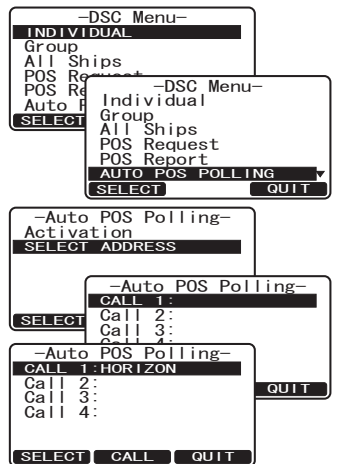 –DSC Menu–
INDIVIDUAL
Group
All Ships
POS Request
POS Re
Auto P
SELECT
–DSC Menu–
Individual
Group
All Ships
POS Request
POS Report
AUTO POS POLLING ▼
SELECT QUIT
–Auto POS Polling–
Activation
SELECT ADDRESS
SELECT
–Auto POS Polling–
CALL 1:
Call 2:
Call 3:
Call 4:
QUIT
–Auto POS Polling–
CALL 1:HORIZON
Call 2:
Call 3:
Call 4:
SELECT CALL QUIT